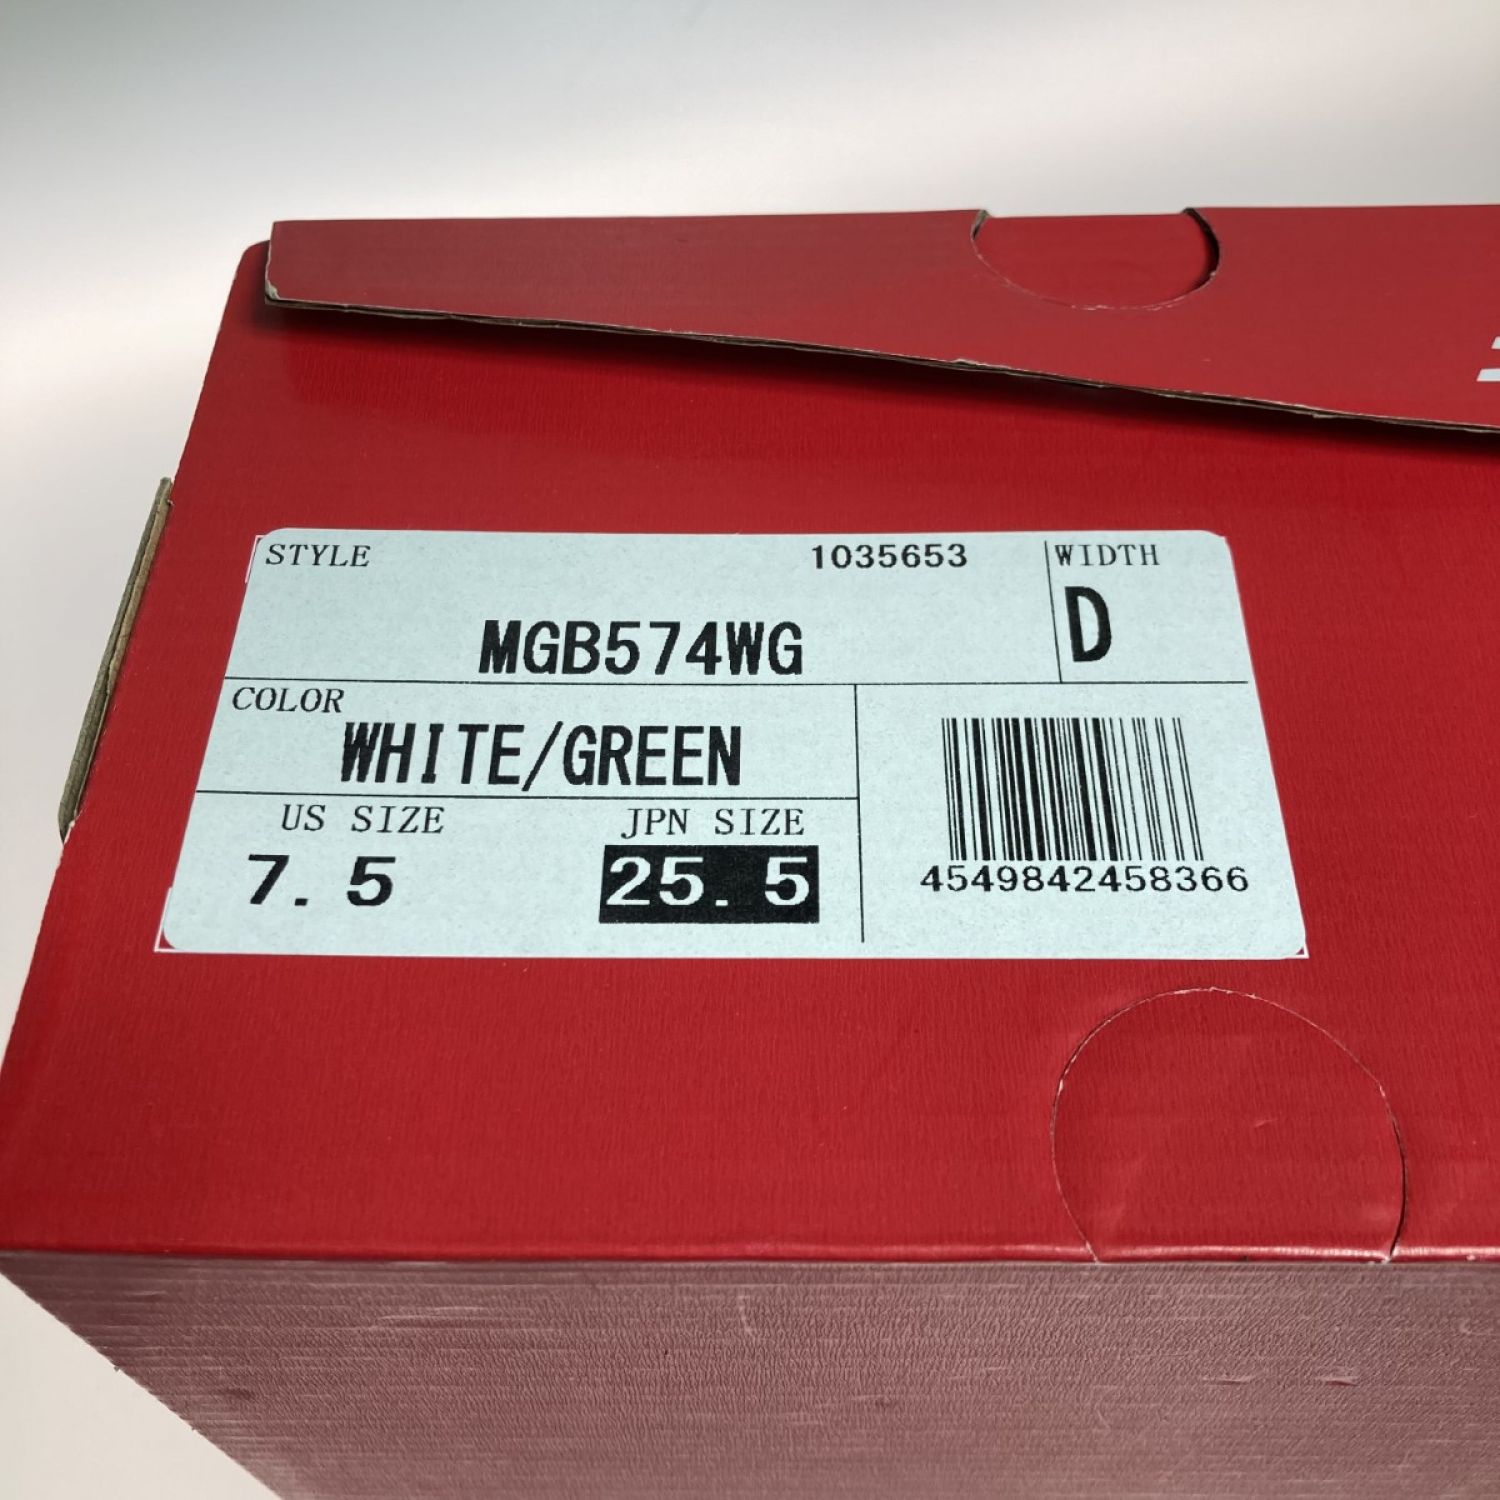 STYLE 1035653 WIDTH
MGB574WG D
COLOR
WHITE/GREEN
US SIZE JPN SIZE
7.5 25.5
4549842458366